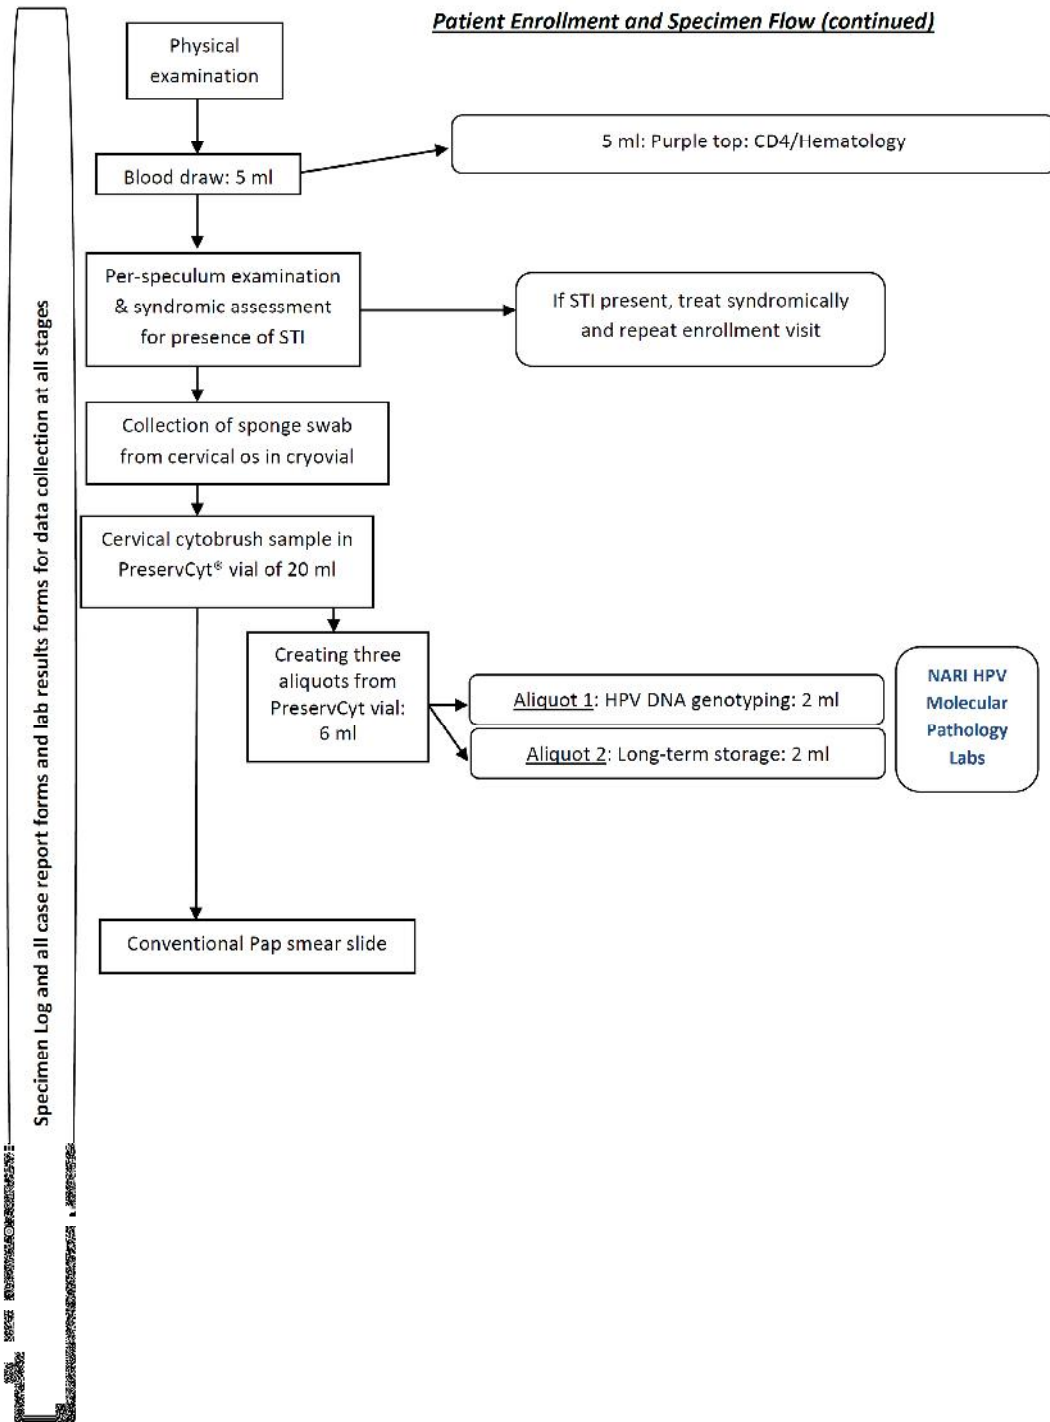 Patient Enrollment and Specimen Flow (continued)
Physical
examination
5 ml: Purple top: CD4/Hematology
Blood draw: 5 ml
Per-speculum examination
& syndromic assessment
for presence of STI
If STI present, treat syndromically
and repeat enrollment visit
Collection of sponge swab
from cervical os in cryovial
Cervical cytobrush sample in
PreservCyt® vial of 20 ml
Creating three
aliquots from
PreservCyt vial:
6 ml
Aliquot 1: HPV DNA genotyping: 2 ml
Aliquot 2: Long-term storage: 2 ml
NARI HPV
Molecular
Pathology
Labs
Conventional Pap smear slide
Specimen Log and all case report forms and lab results forms for data collection at all stages